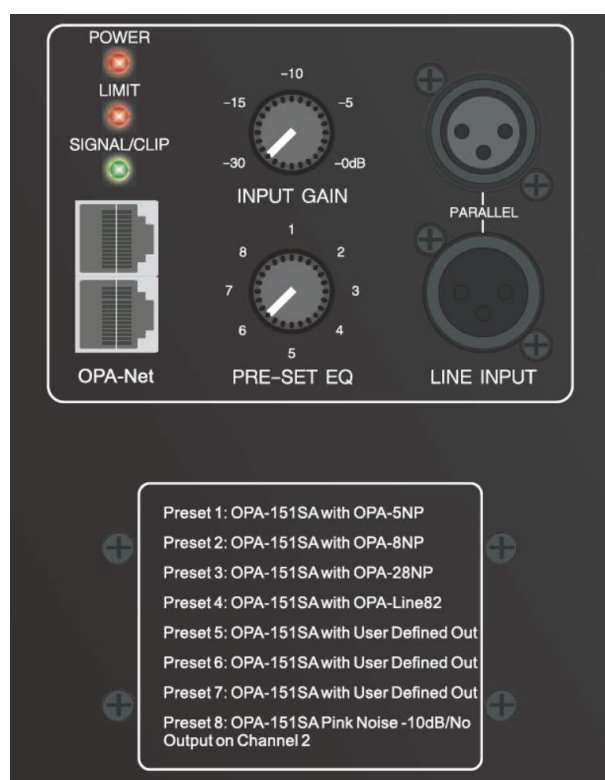 POWER
LIMIT
SIGNAL/CLIP
OPA-Net
-10
-15
-5
-30
-0dB
INPUT GAIN
1
8
2
7
3
6
4
5
PRE-SET EQ
PARALLEL
LINE INPUT
Preset 1: OPA-151SA with OPA-5NP
Preset 2: OPA-151SA with OPA-8NP
Preset 3: OPA-151SA with OPA-28NP
Preset 4: OPA-151SA with OPA-Line82
Preset 5: OPA-151SA with User Defined Out
Preset 6: OPA-151SA with User Defined Out
Preset 7: OPA-151SA with User Defined Out
Preset 8: OPA-151SA Pink Noise -10dB/No
Output on Channel 2